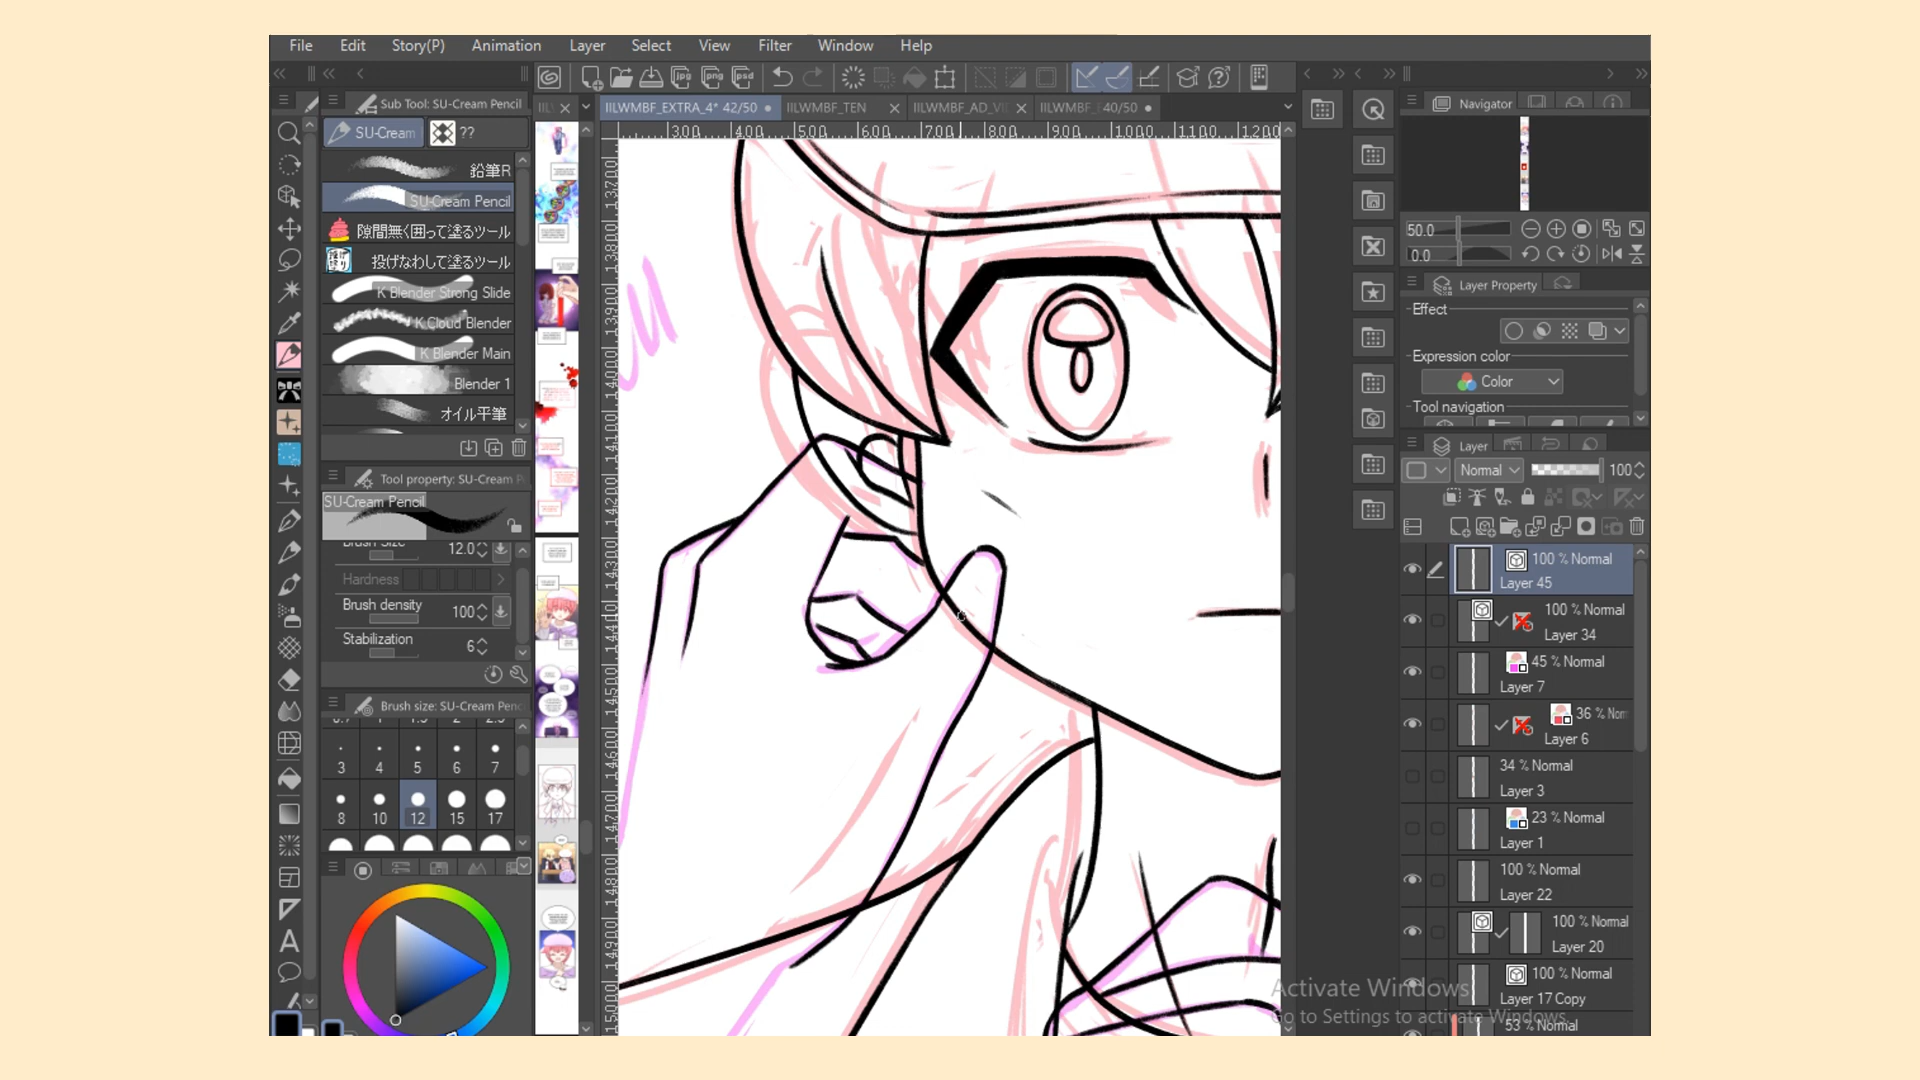 File Edit Story(P) Animation Layer Select View Filter Window Help
Sub Tool: SU-Cream Pencil
SU-Cream ??
鉛筆R
SU-Cream Pencil
隙間無く囲って塗るツール
投げなわして塗るツール
K Blender Strong Slide
K Cloud Blender
K Blender Main
Blender 1
オイル平筆
Tool property: SU-Cream P
SU-Cream Pencil
Brush Size 12.0
Hardness
Brush density 100
Stabilization 6
Brush size: SU-Cream Penc
3 4 5 6 7
8 10 12 15 17
jpg png psd
IILWMBF_EXTRA_4* 42/50 IILWMBF_TEN IILWMBF_AD_VI IILWMBF_ 40/50
300 400 500 600 700 800 900 1000 1100 1200
13700
13800
13900
14000
14100
14200
14300
14400
14500
14600
14700
14800
14900
15000
Navigator
50.0
0.0
Layer Property
Effect
Expression color
Color
Tool navigation
Layer
Normal 100
100 % Normal
Layer 45
100 % Normal
Layer 34
45 % Normal
Layer 7
36 % Norm
Layer 6
34 % Normal
Layer 3
23 % Normal
Layer 1
100 % Normal
Layer 22
100 % Normal
Layer 20
100 % Normal
Layer 17 Copy
53 % Normal
Activate Windows
Go to Settings to activate Windows.